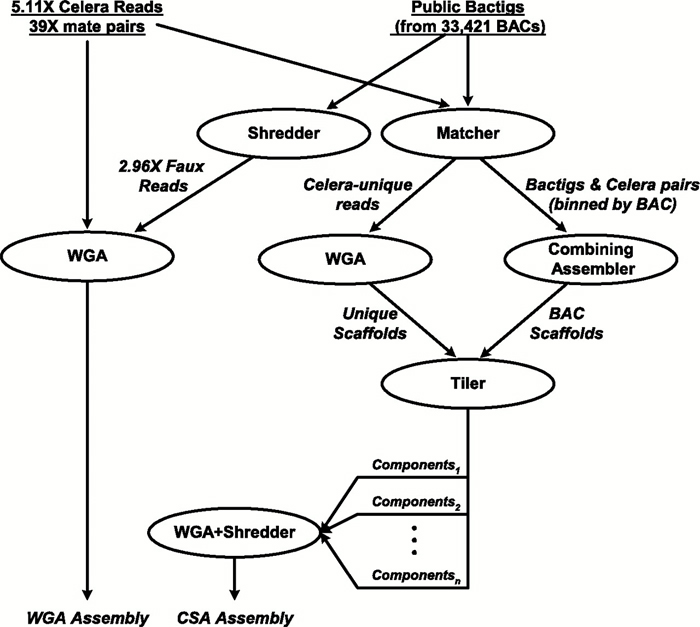 5.11X Celera Reads
39X mate pairs
Public Bactigs
(from 33,421 BACs)
Shredder
Matcher
2.96X Faux
Reads
Celera-unique
reads
Bactigs & Celera pairs
(binned by BAC)
WGA
WGA
Combining
Assembler
Unique
Scaffolds
BAC
Scaffolds
Tiler
Components1
Components2
WGA+Shredder
Componentsn
WGA Assembly
CSA Assembly